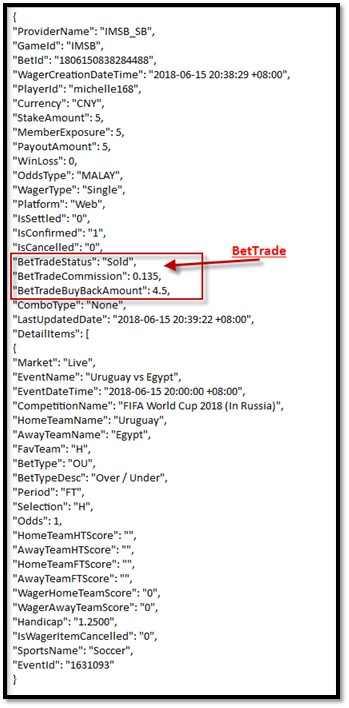 {
"ProviderName": "IMSB_SB",
"GameId": "IMSB",
"BetId": "1806150838284488",
"WagerCreationDateTime": "2018-06-15 20:38:29 +08:00",
"PlayerId": "michelle168",
"Currency": "CNY",
"StakeAmount": 5,
"MemberExposure": 5,
"PayoutAmount": 5,
"WinLoss": 0,
"OddsType": "MALAY",
"WagerType": "Single",
"Platform": "Web",
"IsSettled": "0",
"IsConfirmed": "1",
"IsCancelled": "0",
BetTrade
"BetTradeStatus": "Sold",
"BetTradeCommission": 0.135,
"BetTradeBuyBackAmount": 4.5,
"ComboType": "None",
"LastUpdatedDate": "2018-06-15 20:39:22 +08:00",
"DetailItems": [
{
"Market": "Live",
"EventName": "Uruguay vs Egypt",
"EventDateTime": "2018-06-15 20:00:00 +08:00",
"CompetitionName": "FIFA World Cup 2018 (In Russia)",
"HomeTeamName": "Uruguay",
"AwayTeamName": "Egypt",
"FavTeam": "H",
"BetType": "OU",
"BetTypeDesc": "Over / Under",
"Period": "FT",
"Selection": "H",
"Odds": 1,
"HomeTeamHTScore": "",
"AwayTeamHTScore": "",
"HomeTeamFTScore": "",
"AwayTeamFTScore": "",
"WagerHomeTeamScore": "0",
"WagerAwayTeamScore": "0",
"Handicap": "1.2500",
"IsWagerItemCancelled": "0",
"SportsName": "Soccer",
"EventId": "1631093"
}